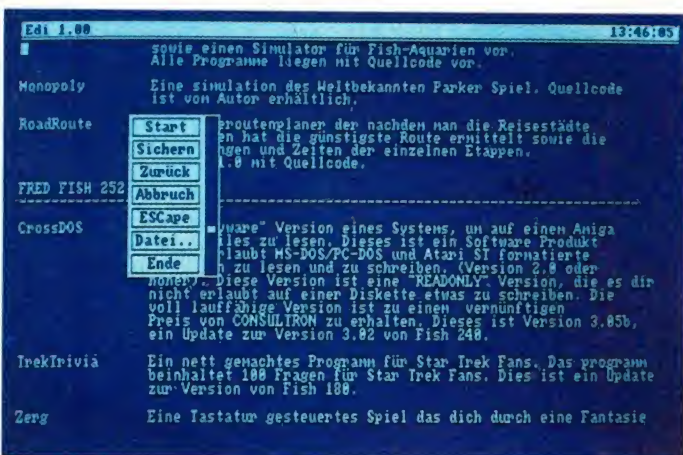 Edi 1.00 13:46:05
sowie einen Simulator für Fish-Aquarien vor.
Alle Programme liegen mit Quellcode vor.
Monopoly Eine simulation des Weltbekannten Parker Spiel. Quellcode
ist vom Autor erhältlich.
RoadRoute eroutenplaner der nachdem man die Reisestädte
en hat die günstigste Route ermittelt sowie die
ngen und Zeiten der einzelnen Etappen.
1.0 mit Quellcode.
FRED FISH 252
Start
Sichern
Zurück
Abbruch
ESCape
Datei..
Ende
CrossDOS yware" Version eines Systems, um auf einen Amiga
iles zu lesen. Dieses ist ein Software Produkt
rlaubt MS-DOS/PC-DOS und Atari ST formatierte
n zu lesen und zu schreiben. (Version 2.0 oder
höher). Diese Version ist eine "READONLY" Version, die es dir
nicht erlaubt auf einer Diskette etwas zu schreiben. Die
voll lauffähige Version ist zu einem vernünftigen
Preis von CONSULTRON zu erhalten. Dieses ist Version 3.05b,
ein Update zur Version 3.02 von Fish 240.
TrekTrivia Ein nett gemachtes Programm für Star Trek Fans. Das programm
beinhaltet 100 Fragen für Star Trek Fans. Dies ist ein Update
zur Version von Fish 180.
Zerg Eine Tastatur gesteuertes Spiel das dich durch eine Fantasie